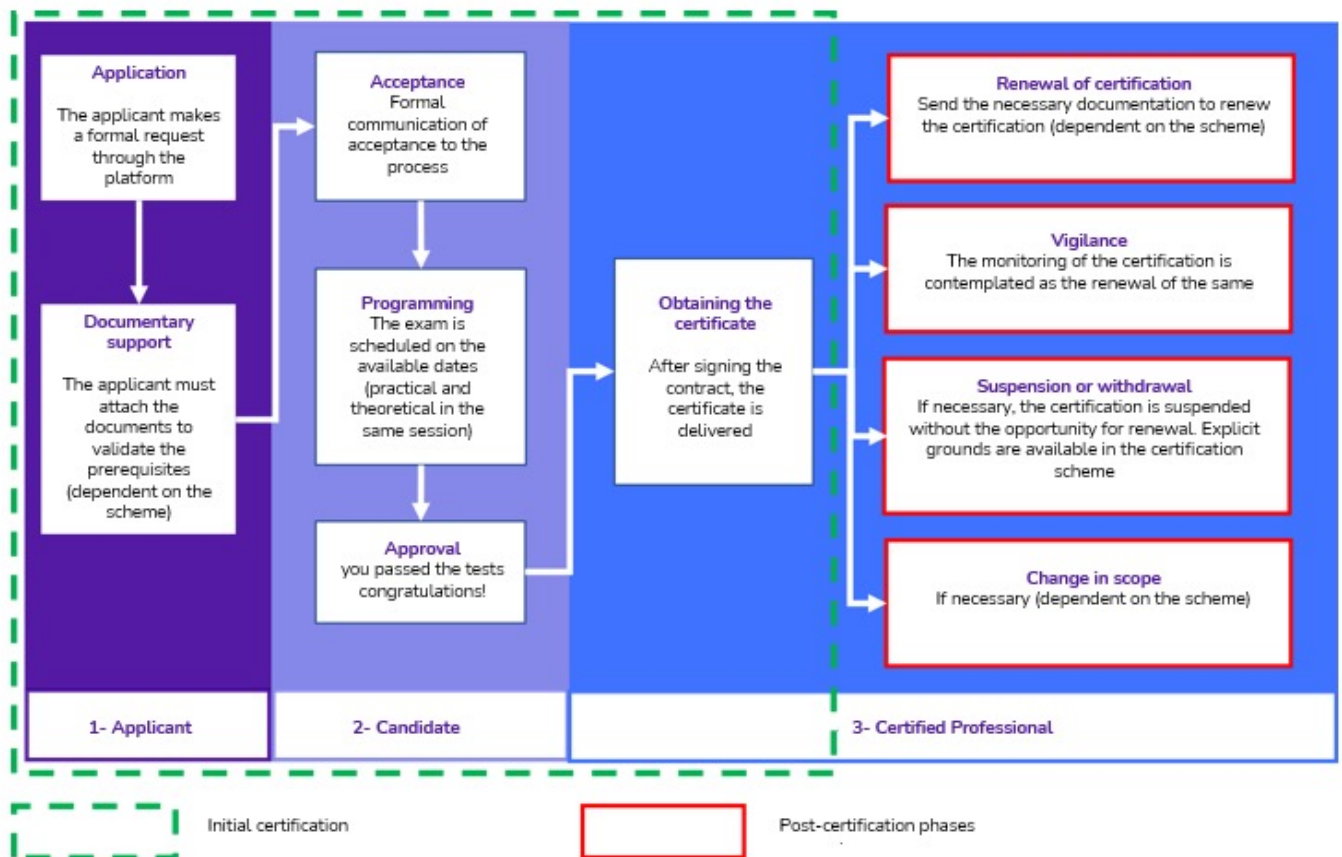 Application
The applicant makes
a formal request
through the
platform
Documentary
support
The applicant must
attach the
documents to
validate the
prerequisites
(dependent on the
scheme)
Acceptance
Formal
communication of
acceptance to the
process
Programming
The exam is
scheduled on the
available dates
(practical and
theoretical in the
same session)
Approval
you passed the tests
congratulations!
Obtaining the
certificate
After signing the
contract, the
certificate is
delivered
Renewal of certification
Send the necessary documentation to renew
the certification (dependent on the scheme)
Vigilance
The monitoring of the certification is
contemplated as the renewal of the same
Suspension or withdrawal
If necessary, the certification is suspended
without the opportunity for renewal. Explicit
grounds are available in the certification
scheme
Change in scope
If necessary (dependent on the scheme)
1- Applicant
2- Candidate
3- Certified Professional
Initial certification
Post-certification phases